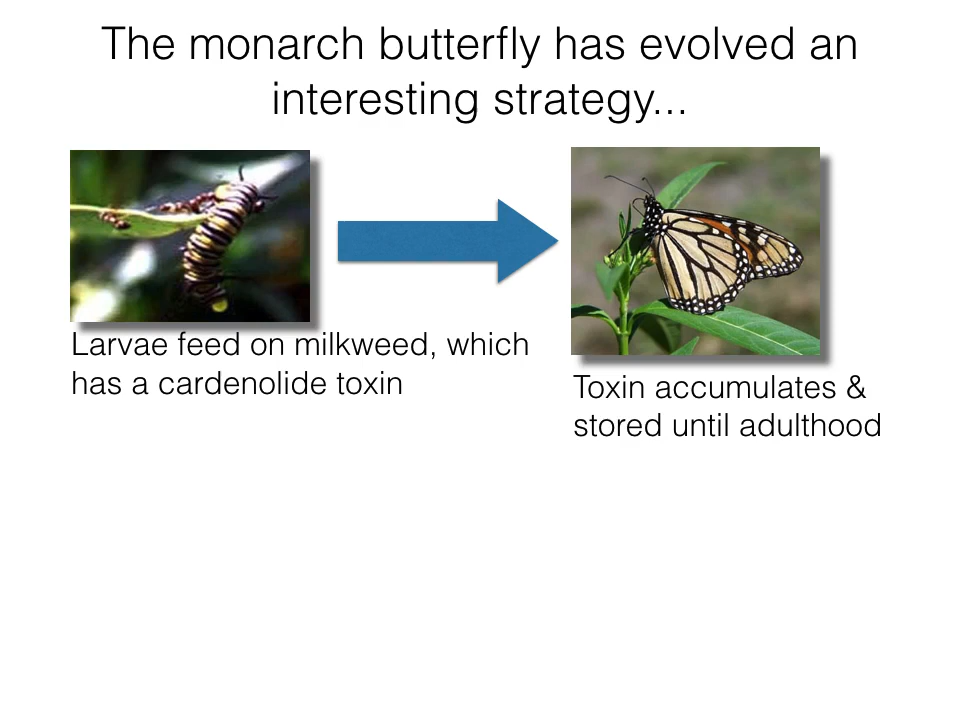 The monarch butterfly has evolved an
interesting strategy...
Larvae feed on milkweed, which
has a cardenolide toxin
Toxin accumulates &
stored until adulthood